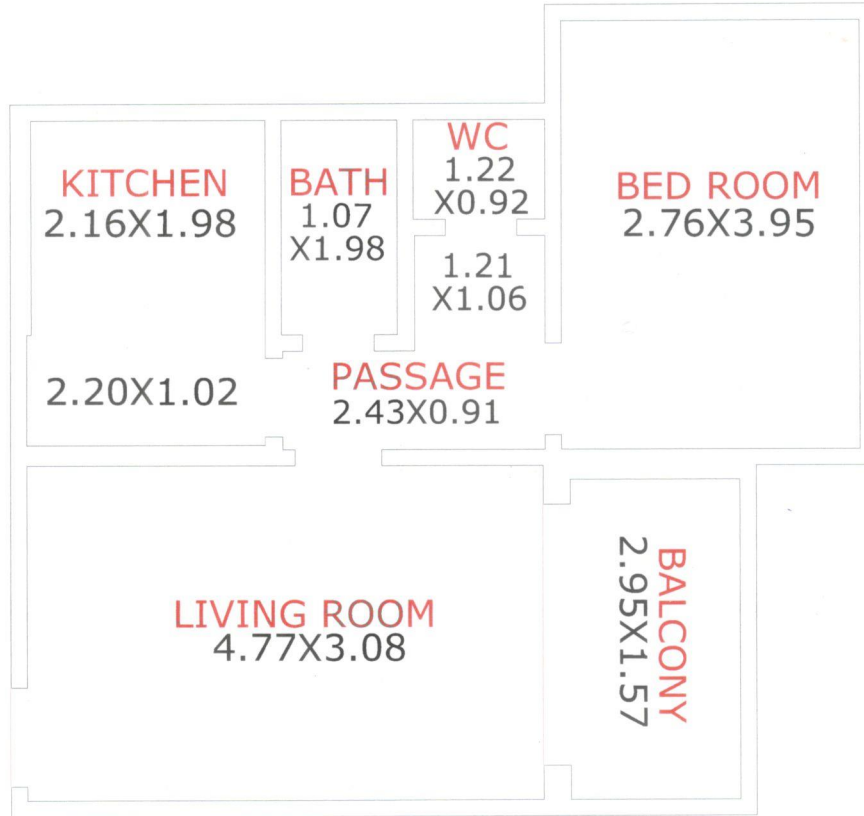 KITCHEN
2.16X1.98
BATH
1.07
X1.98
WC
1.22
X0.92
1.21
X1.06
BED ROOM
2.76X3.95
2.20X1.02
PASSAGE
2.43X0.91
LIVING ROOM
4.77X3.08
BALCONY
2.95X1.57